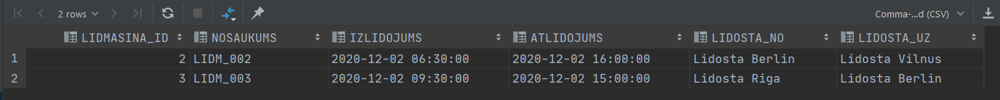 2 rows Comma-...d (CSV)
LIDMASINA_ID NOSAUKUMS IZLIDOJUMS ATLIDOJUMS LIDOSTA_NO LIDOSTA_UZ
1 2 LIDM_002 2020-12-02 06:30:00 2020-12-02 16:00:00 Lidosta Berlin Lidosta Vilnus
2 3 LIDM_003 2020-12-02 09:30:00 2020-12-02 15:00:00 Lidosta Riga Lidosta Berlin